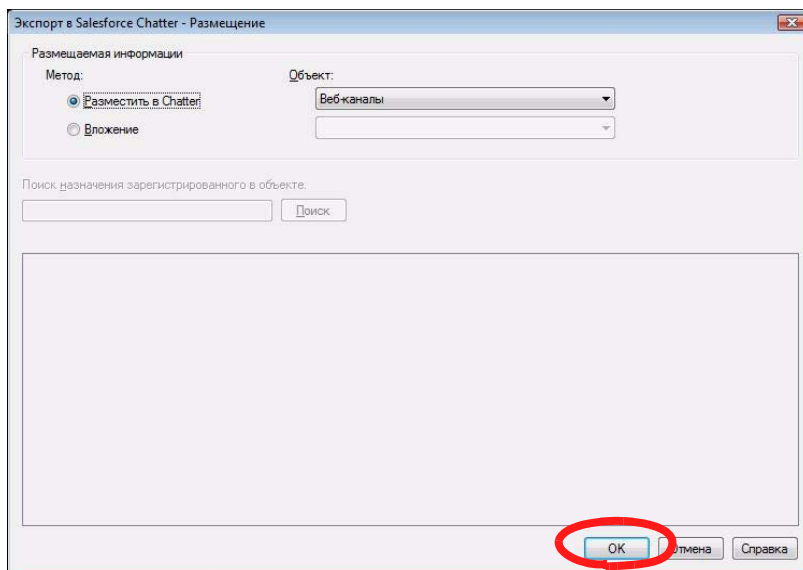 Экспорт в Salesforce Chatter - Размещение
Размещаемая информации
Метод: Объект:
Разместить в Chatter Веб-каналы
Вложение
Поиск назначения зарегистрированного в объекте.
Поиск
OK Отмена Справка